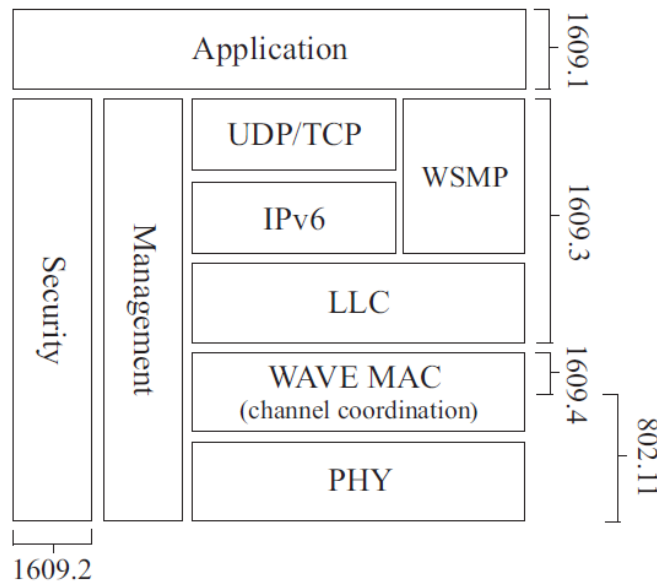 Application
1609.1
Security
Management
UDP/TCP
WSMP
IPv6
1609.3
LLC
WAVE MAC
(channel coordination)
1609.4
PHY
802.11
1609.2